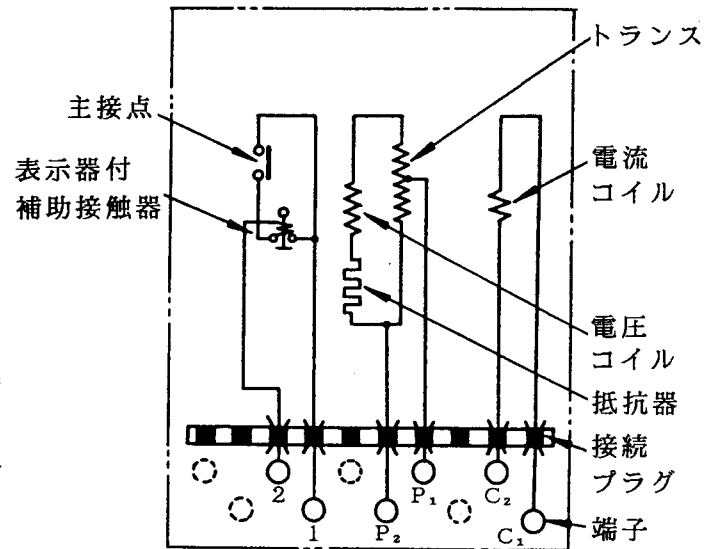 トランス
主接点
表示器付
補助接触器
電流
コイル
電圧
コイル
抵抗器
接続
プラグ
端子
2
1
P₂
P₁
C₂
C₁